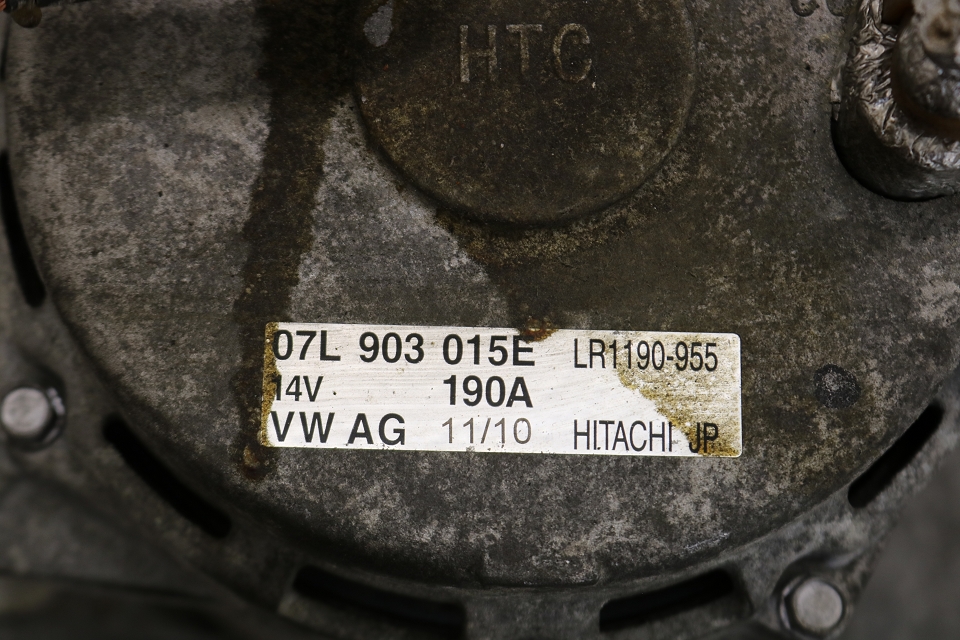 HTC
07L 903 015E LR1190-955
14V 190A
VW AG 11/10 HITACHI JP